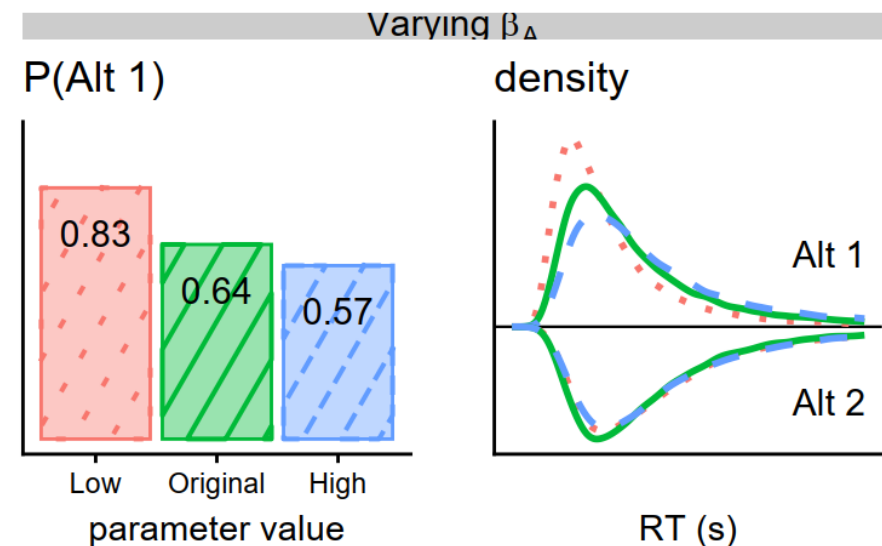 Varying βA
P(Alt 1)
0.83
0.64
0.57
Low Original High
parameter value
density
Alt 1
Alt 2
RT (s)